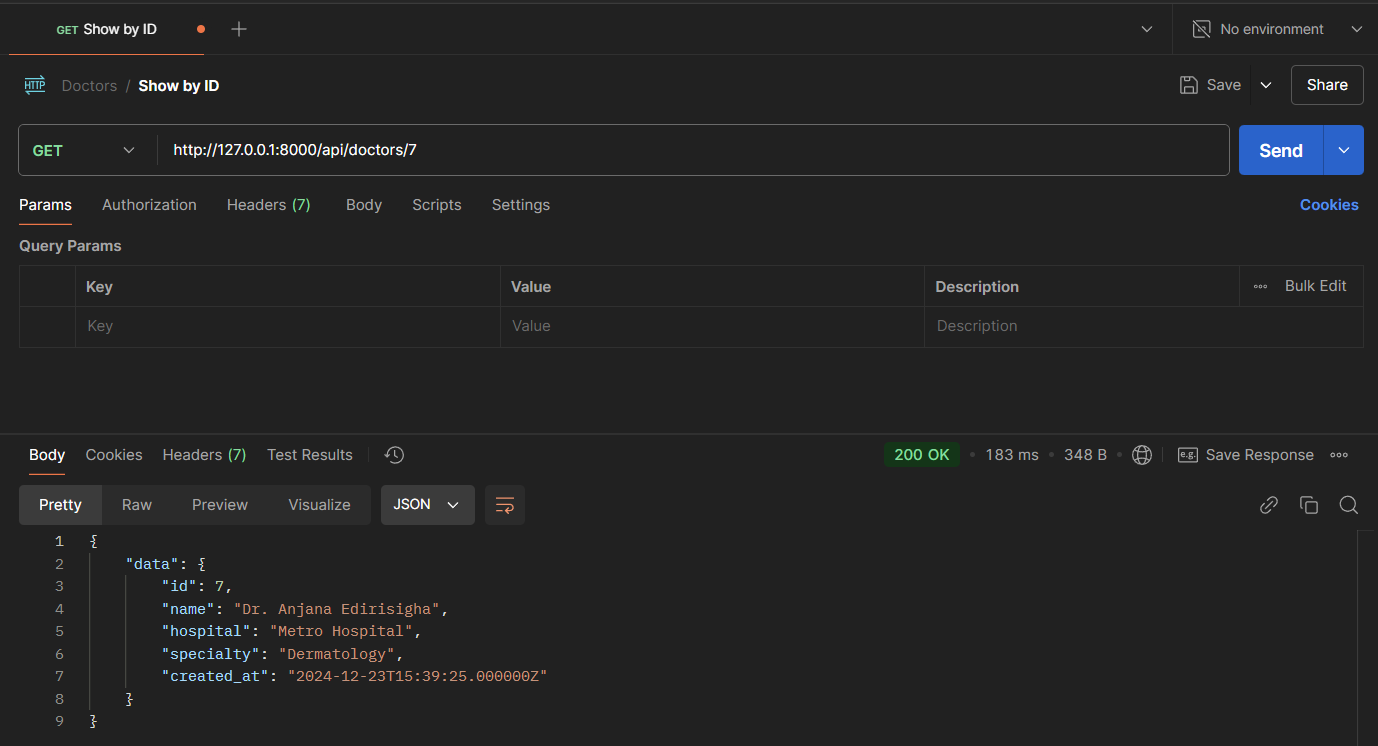 GET Show by ID
No environment
HTTP Doctors / Show by ID
Save
Share
GET http://127.0.0.1:8000/api/doctors/7
Send
Params Authorization Headers (7) Body Scripts Settings Cookies
Query Params
Key Value Description Bulk Edit
Key Value Description
Body Cookies Headers (7) Test Results 200 OK • 183 ms • 348 B • e.g. Save Response
Pretty Raw Preview Visualize JSON
1 {
2 "data": {
3 "id": 7,
4 "name": "Dr. Anjana Edirisigha",
5 "hospital": "Metro Hospital",
6 "specialty": "Dermatology",
7 "created_at": "2024-12-23T15:39:25.000000Z"
8 }
9 }